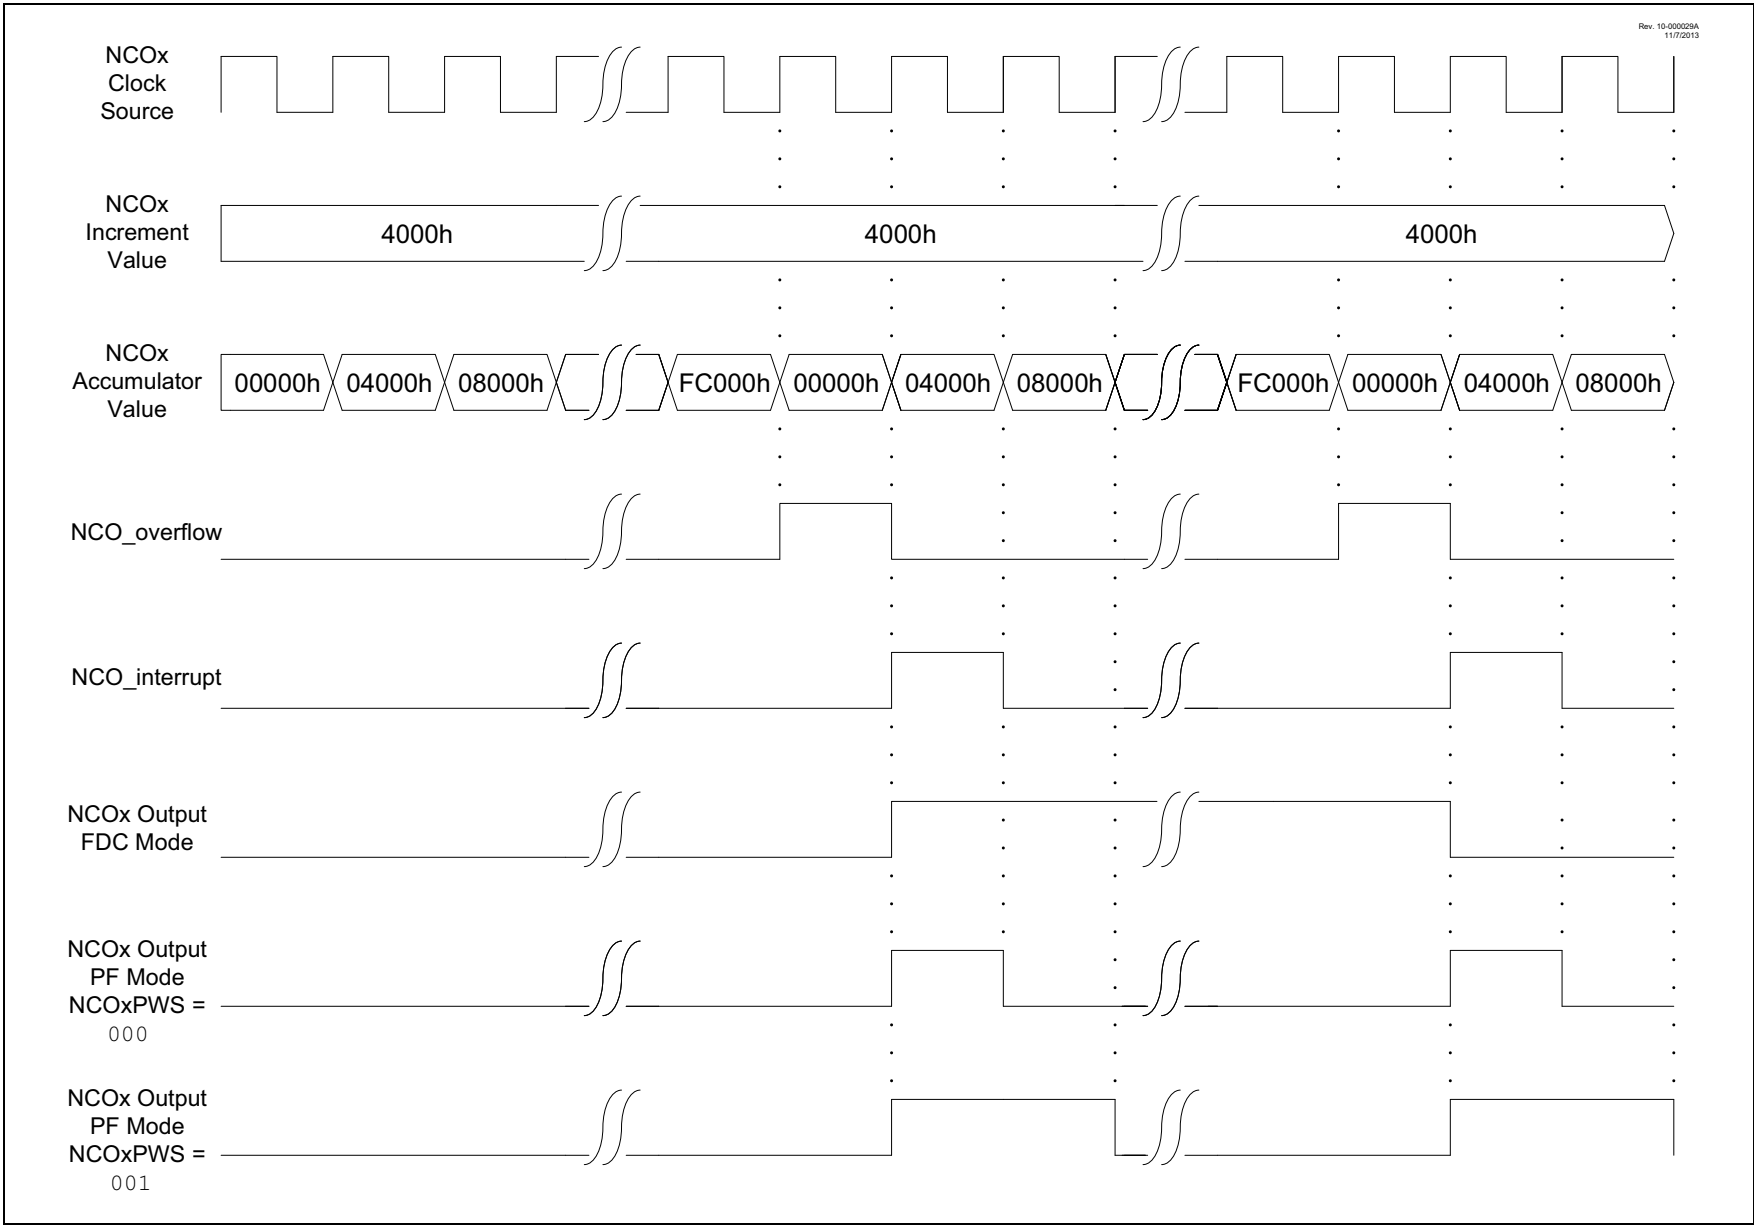 Rev. 10-000029A
11/7/2013
NCOx
Clock
Source
NCOx
Increment
Value
4000h
4000h
4000h
NCOx
Accumulator
Value
00000h 04000h 08000h FC000h 00000h 04000h 08000h FC000h 00000h 04000h 08000h
NCO_overflow
NCO_interrupt
NCOx Output
FDC Mode
NCOx Output
PF Mode
NCOxPWS =
000
NCOx Output
PF Mode
NCOxPWS =
001